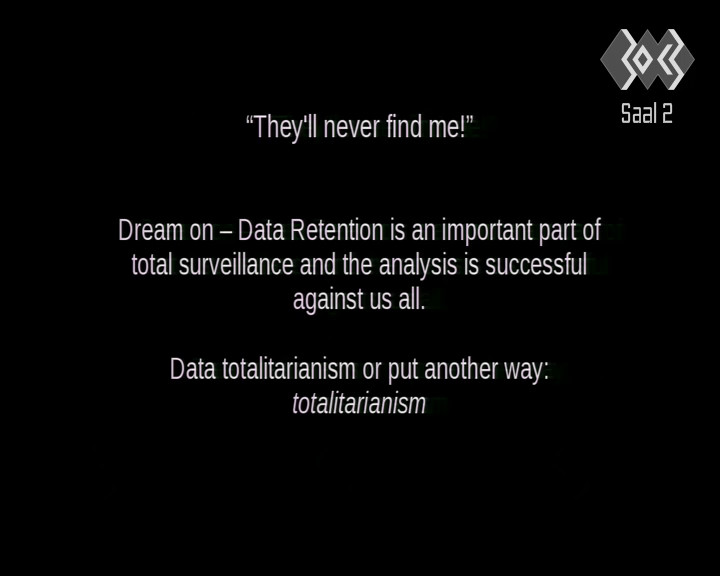 Saal 2
“They'll never find me!”
Dream on – Data Retention is an important part of
total surveillance and the analysis is successful
against us all.
Data totalitarianism or put another way:
totalitarianism